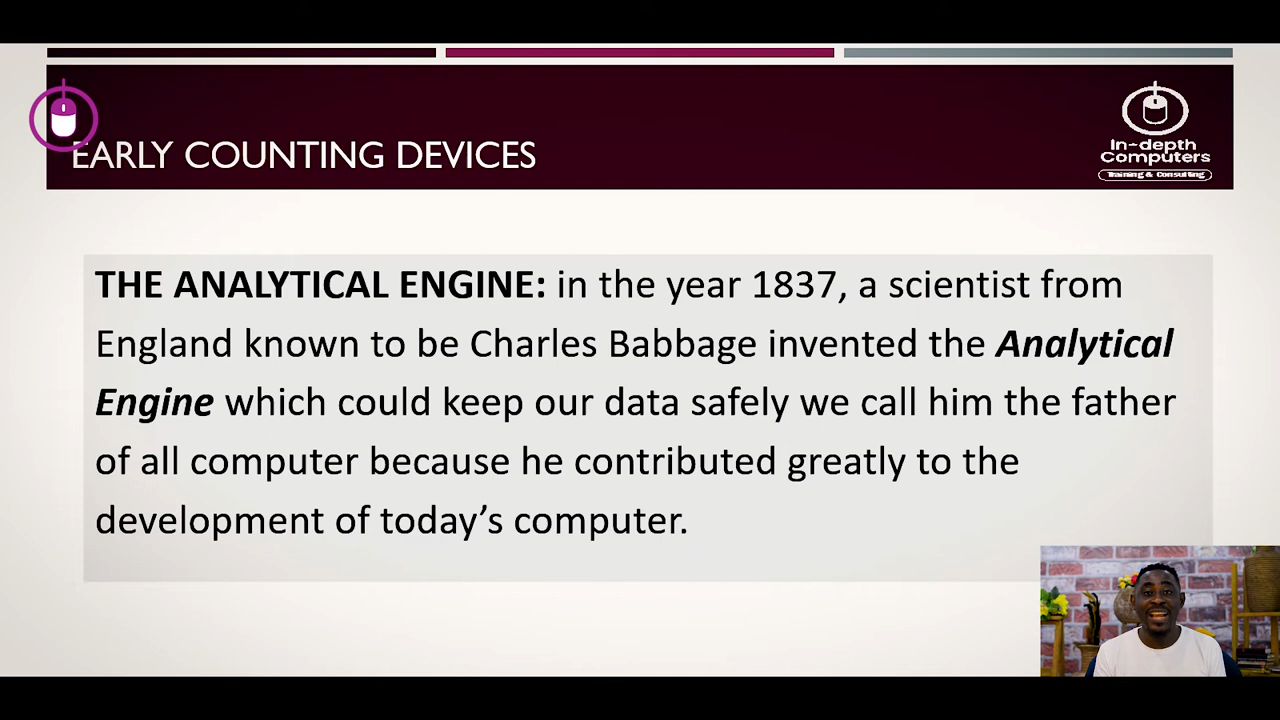 EARLY COUNTING DEVICES
In-depth
Computers
Training & Consulting
THE ANALYTICAL ENGINE: in the year 1837, a scientist from
England known to be Charles Babbage invented the Analytical
Engine which could keep our data safely we call him the father
of all computer because he contributed greatly to the
development of today’s computer.